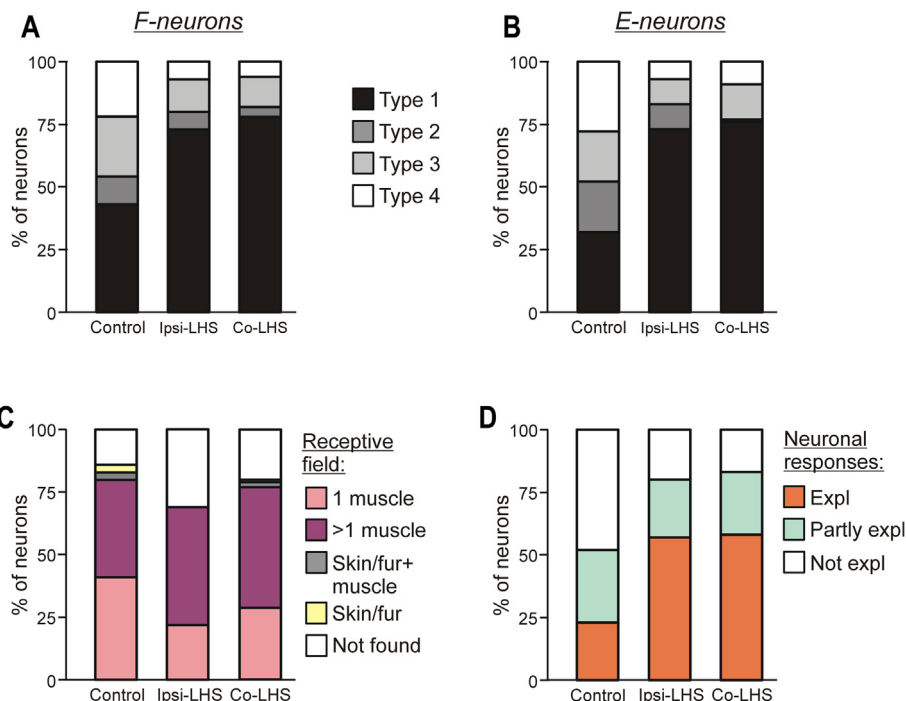 A
F-neurons
% of neurons
100
75
50
25
0
Control
Ipsi-LHS
Co-LHS
Type 1
Type 2
Type 3
Type 4
B
E-neurons
% of neurons
100
75
50
25
0
Control
Ipsi-LHS
Co-LHS
C
% of neurons
100
75
50
25
0
Control
Ipsi-LHS
Co-LHS
Receptive
field:
1 muscle
>1 muscle
Skin/fur+
muscle
Skin/fur
Not found
D
% of neurons
100
75
50
25
0
Control
Ipsi-LHS
Co-LHS
Neuronal
responses:
Expl
Partly expl
Not expl